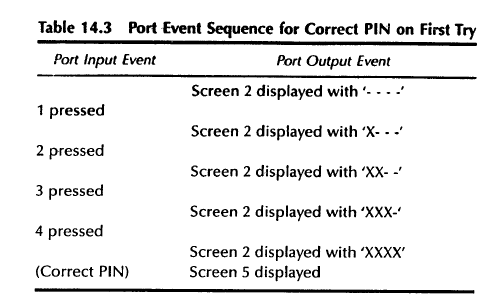 Table 14.3 Port Event Sequence for Correct PIN on First Try
Port Input Event Port Output Event
Screen 2 displayed with '- - - -'
1 pressed
Screen 2 displayed with 'X- - -'
2 pressed
Screen 2 displayed with 'XX- -'
3 pressed
Screen 2 displayed with 'XXX-'
4 pressed
Screen 2 displayed with 'XXXX'
(Correct PIN) Screen 5 displayed